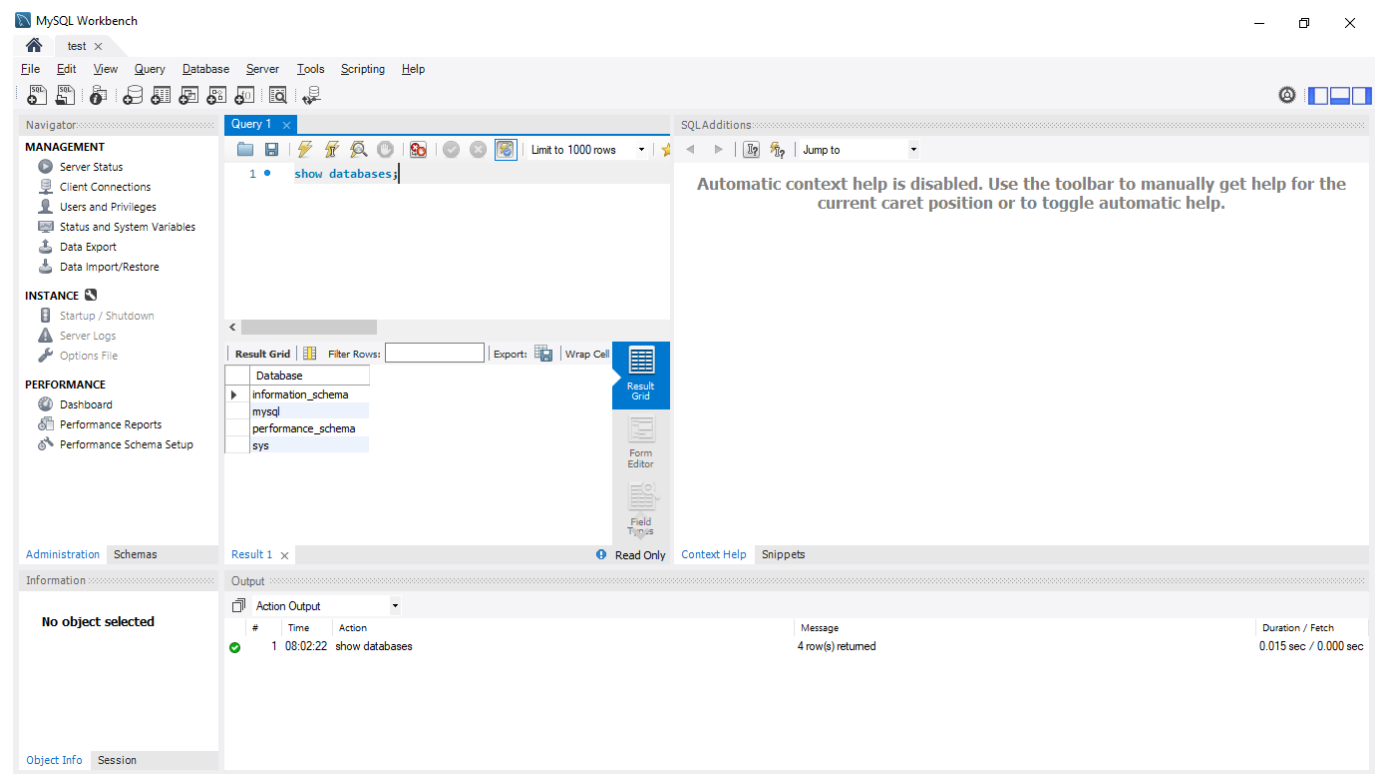 MySQL Workbench
test
File Edit View Query Database Server Tools Scripting Help
Navigator
MANAGEMENT
Server Status
Client Connections
Users and Privileges
Status and System Variables
Data Export
Data Import/Restore
INSTANCE
Startup / Shutdown
Server Logs
Options File
PERFORMANCE
Dashboard
Performance Reports
Performance Schema Setup
Administration Schemas
Query 1
Limit to 1000 rows
1 show databases;
Result Grid Filter Rows: Export: Wrap Cell
Database
information_schema
mysql
performance_schema
sys
Result
Grid
Form
Editor
Field
Types
Result 1 Read Only
SQLAdditions
Jump to
Automatic context help is disabled. Use the toolbar to manually get help for the
current caret position or to toggle automatic help.
Context Help Snippets
Information
No object selected
Object Info Session
Output
Action Output
# Time Action Message Duration / Fetch
1 08:02:22 show databases 4 row(s) returned 0.015 sec / 0.000 sec